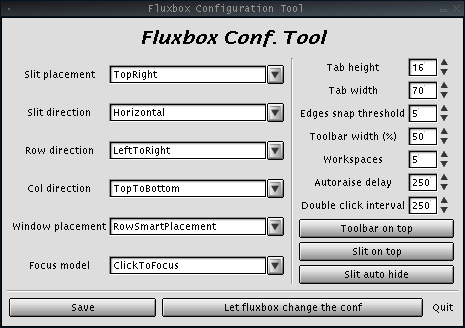 Fluxbox Configuration Tool
Fluxbox Conf. Tool
Slit placement TopRight
Slit direction Horizontal
Row direction LeftToRight
Col direction TopToBottom
Window placement RowSmartPlacement
Focus model ClickToFocus
Tab height 16
Tab width 70
Edges snap threshold 5
Toolbar width (%) 50
Workspaces 5
Autoraise delay 250
Double click interval 250
Toolbar on top
Slit on top
Slit auto hide
Save Let fluxbox change the conf Quit